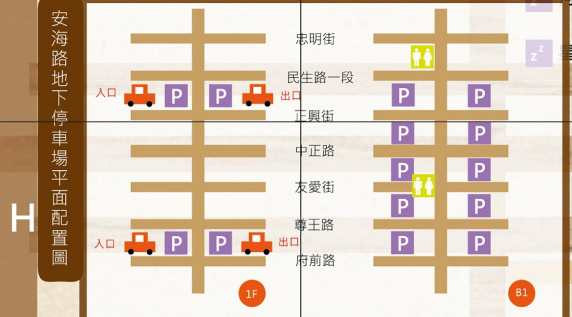 安海路地下停車場平面配置圖
H
忠明街
民生路一段
入口 P P 出口
P P
正興街
P P
中正路
P P
友愛街
P P
尊王路
入口 P P 出口
P P
府前路
1F
B1
z z
z z